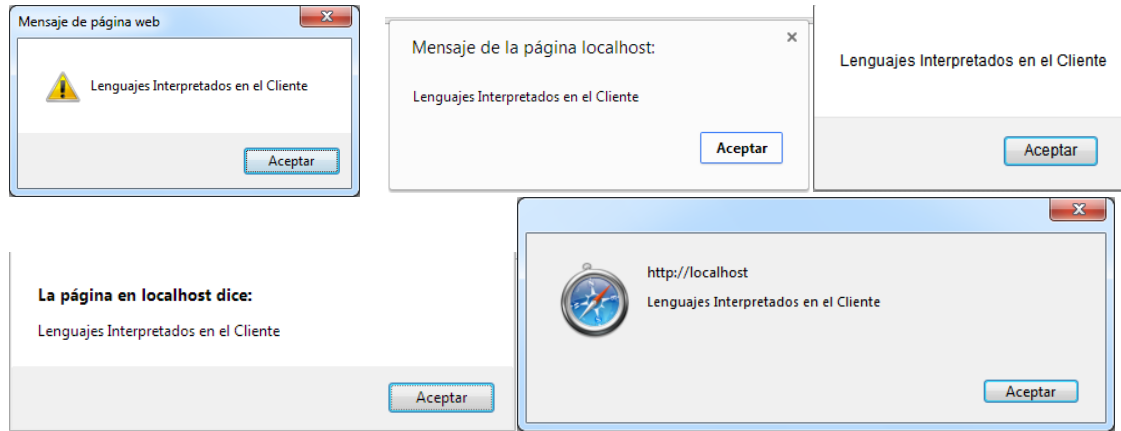 Mensaje de página web
Lenguajes Interpretados en el Cliente
Aceptar
Mensaje de la página localhost:
Lenguajes Interpretados en el Cliente
Aceptar
Lenguajes Interpretados en el Cliente
Aceptar
La página en localhost dice:
Lenguajes Interpretados en el Cliente
Aceptar
http://localhost
Lenguajes Interpretados en el Cliente
Aceptar